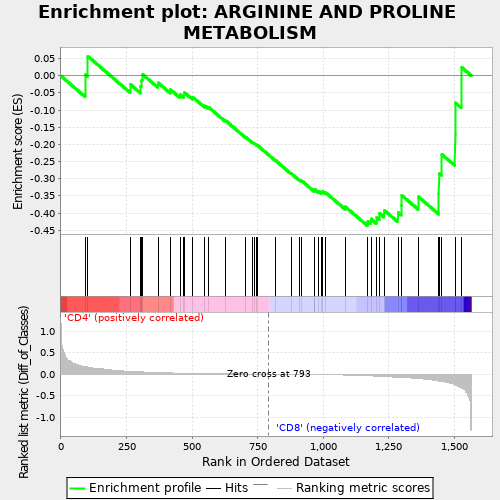 Enrichment plot: ARGININE AND PROLINE
METABOLISM
Enrichment score (ES)
0.05
0.00
-0.05
-0.10
-0.15
-0.20
-0.25
-0.30
-0.35
-0.40
-0.45
'CD4' (positively correlated)
Zero cross at 793
'CD8' (negatively correlated)
Ranked list metric (Diff_of_Classes)
1.0
0.5
0.0
-0.5
-1.0
0 250 500 750 1,000 1,250 1,500
Rank in Ordered Dataset
Enrichment profile Hits Ranking metric scores